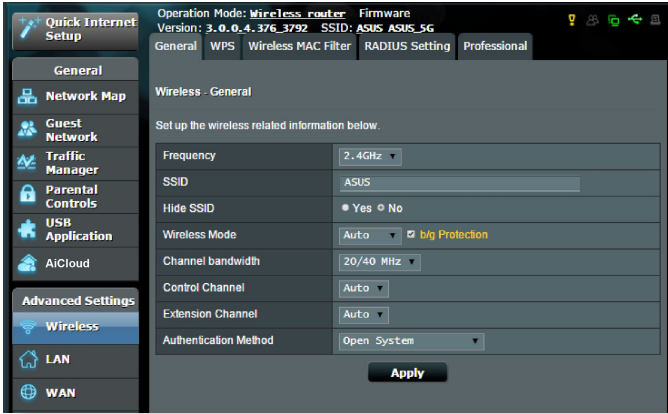 Quick Internet
Setup
Operation Mode: Wireless router Firmware
Version: 3.0.0.4.376_3792 SSID: ASUS ASUS_5G
General WPS Wireless MAC Filter RADIUS Setting Professional
General
Network Map
Guest
Network
Traffic
Manager
Parental
Controls
USB
Application
AiCloud
Advanced Settings
Wireless
LAN
WAN
Wireless - General
Set up the wireless related information below.
Frequency 2.4GHz
SSID ASUS
Hide SSID Yes No
Wireless Mode Auto b/g Protection
Channel bandwidth 20/40 MHz
Control Channel Auto
Extension Channel Auto
Authentication Method Open System
Apply